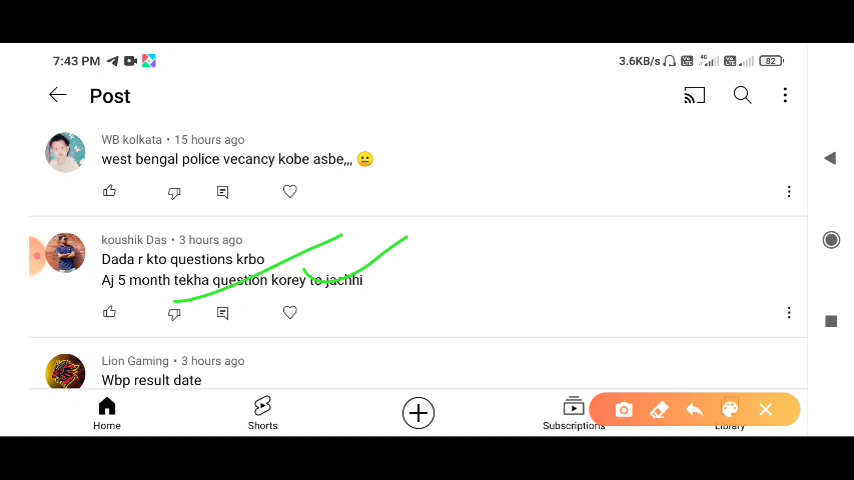 7:43 PM
3.6KB/s 4G 82
Post
WB kolkata • 15 hours ago
west bengal police vecancy kobe asbe,,, 😐
koushik Das • 3 hours ago
Dada r kto questions krbo
Aj 5 month tekha question korey to jachhi
Lion Gaming • 3 hours ago
Wbp result date
Home
Shorts
Subscriptions
Library